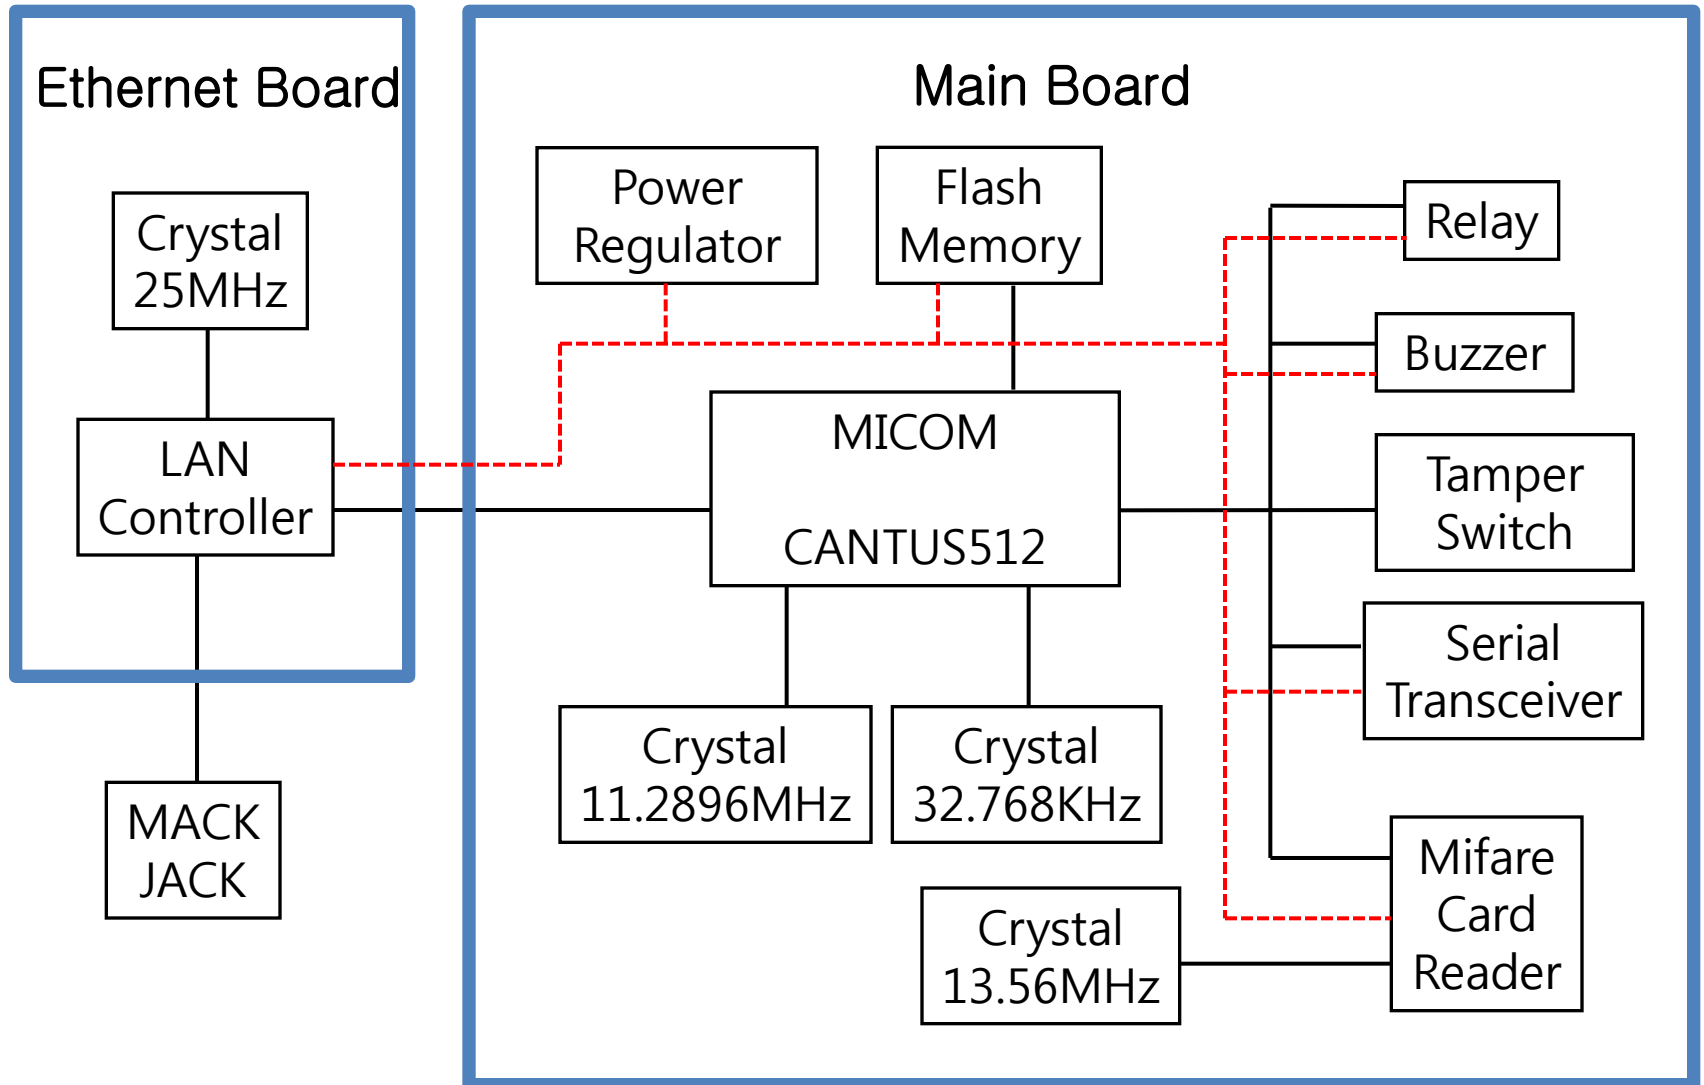 Ethernet Board
Main Board
Crystal
25MHz
Power
Regulator
Flash
Memory
Relay
Buzzer
LAN
Controller
MICOM
CANTUS512
Tamper
Switch
Serial
Transceiver
Crystal
11.2896MHz
Crystal
32.768KHz
MACK
JACK
Crystal
13.56MHz
Mifare
Card
Reader